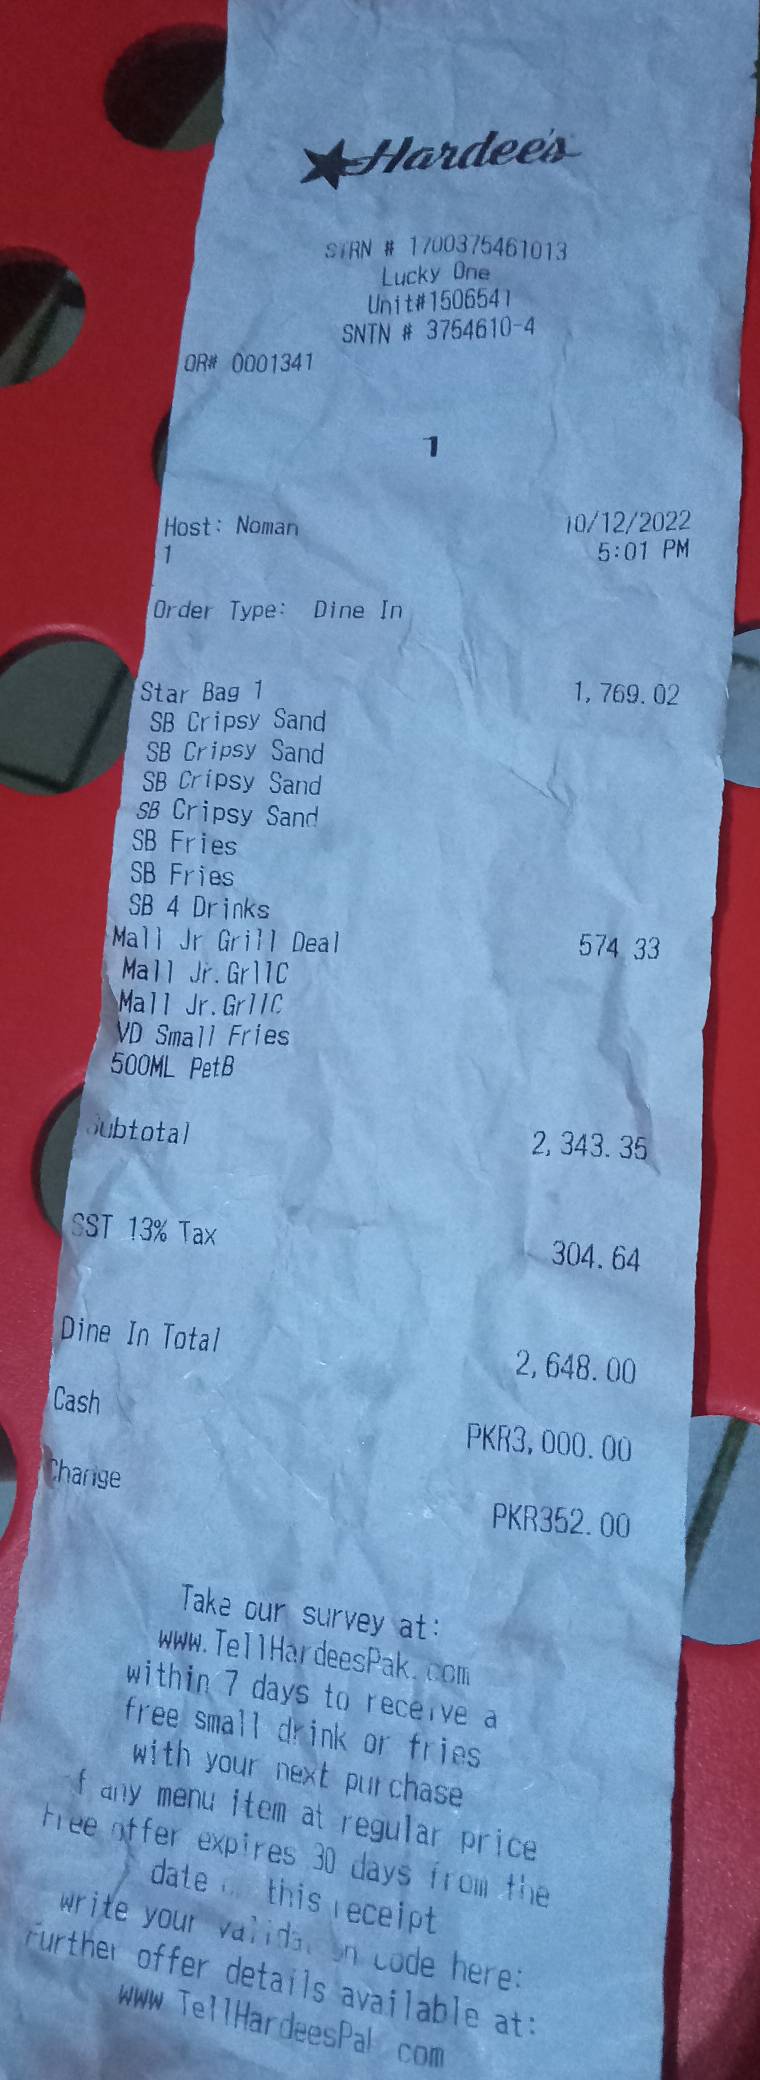 Hardee's
STRN # 1700375461013
Lucky One
Unit#1506541
SNTN # 3754610-4
OR# 0001341
1
Host: Noman 10/12/2022
1 5:01 PM
Order Type: Dine In
Star Bag 1 1,769.02
SB Cripsy Sand
SB Cripsy Sand
SB Cripsy Sand
SB Cripsy Sand
SB Fries
SB Fries
SB 4 Drinks
Mall Jr Grill Deal 574.33
Mall Jr.GrllC
Mall Jr.GrllC
VD Small Fries
500ML PetB
Subtotal 2,343.35
SST 13% Tax 304.64
Dine In Total 2,648.00
Cash PKR3,000.00
Change PKR352.00
Take our survey at:
www.TellHardeesPak.com
within 7 days to receive a
free small drink or fries
with your next purchase
f any menu item at regular price
Free offer expires 30 days from the
date this receipt
write your validation code here:
Further offer details available at:
www TellHardeesPak com